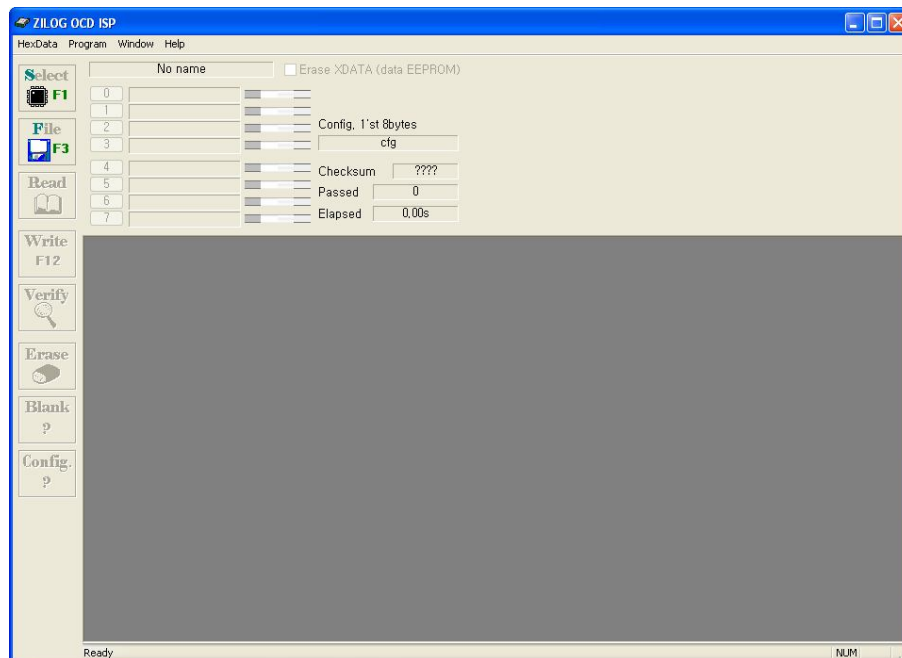 ZILOG OCD ISP
HexData Program Window Help
Select
F1
File
F3
Read
Write
F12
Verify
Erase
Blank
?
Config.
?
No name
Erase XDATA (data EEPROM)
0
1
2
3
4
5
6
7
Config, 1'st 8bytes
cfg
Checksum ????
Passed 0
Elapsed 0,00s
Ready NUM